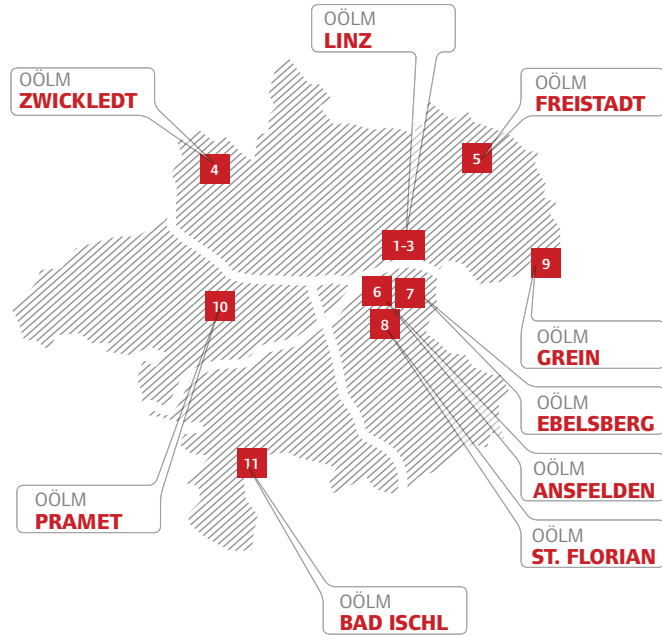 OÖLM
LINZ
OÖLM
ZWICKLEDT
OÖLM
FREISTADT
4
5
1-3
9
6
7
10
8
OÖLM
GREIN
OÖLM
EBELSBERG
11
OÖLM
ANSFELDEN
OÖLM
PRAMET
OÖLM
ST. FLORIAN
OÖLM
BAD ISCHL